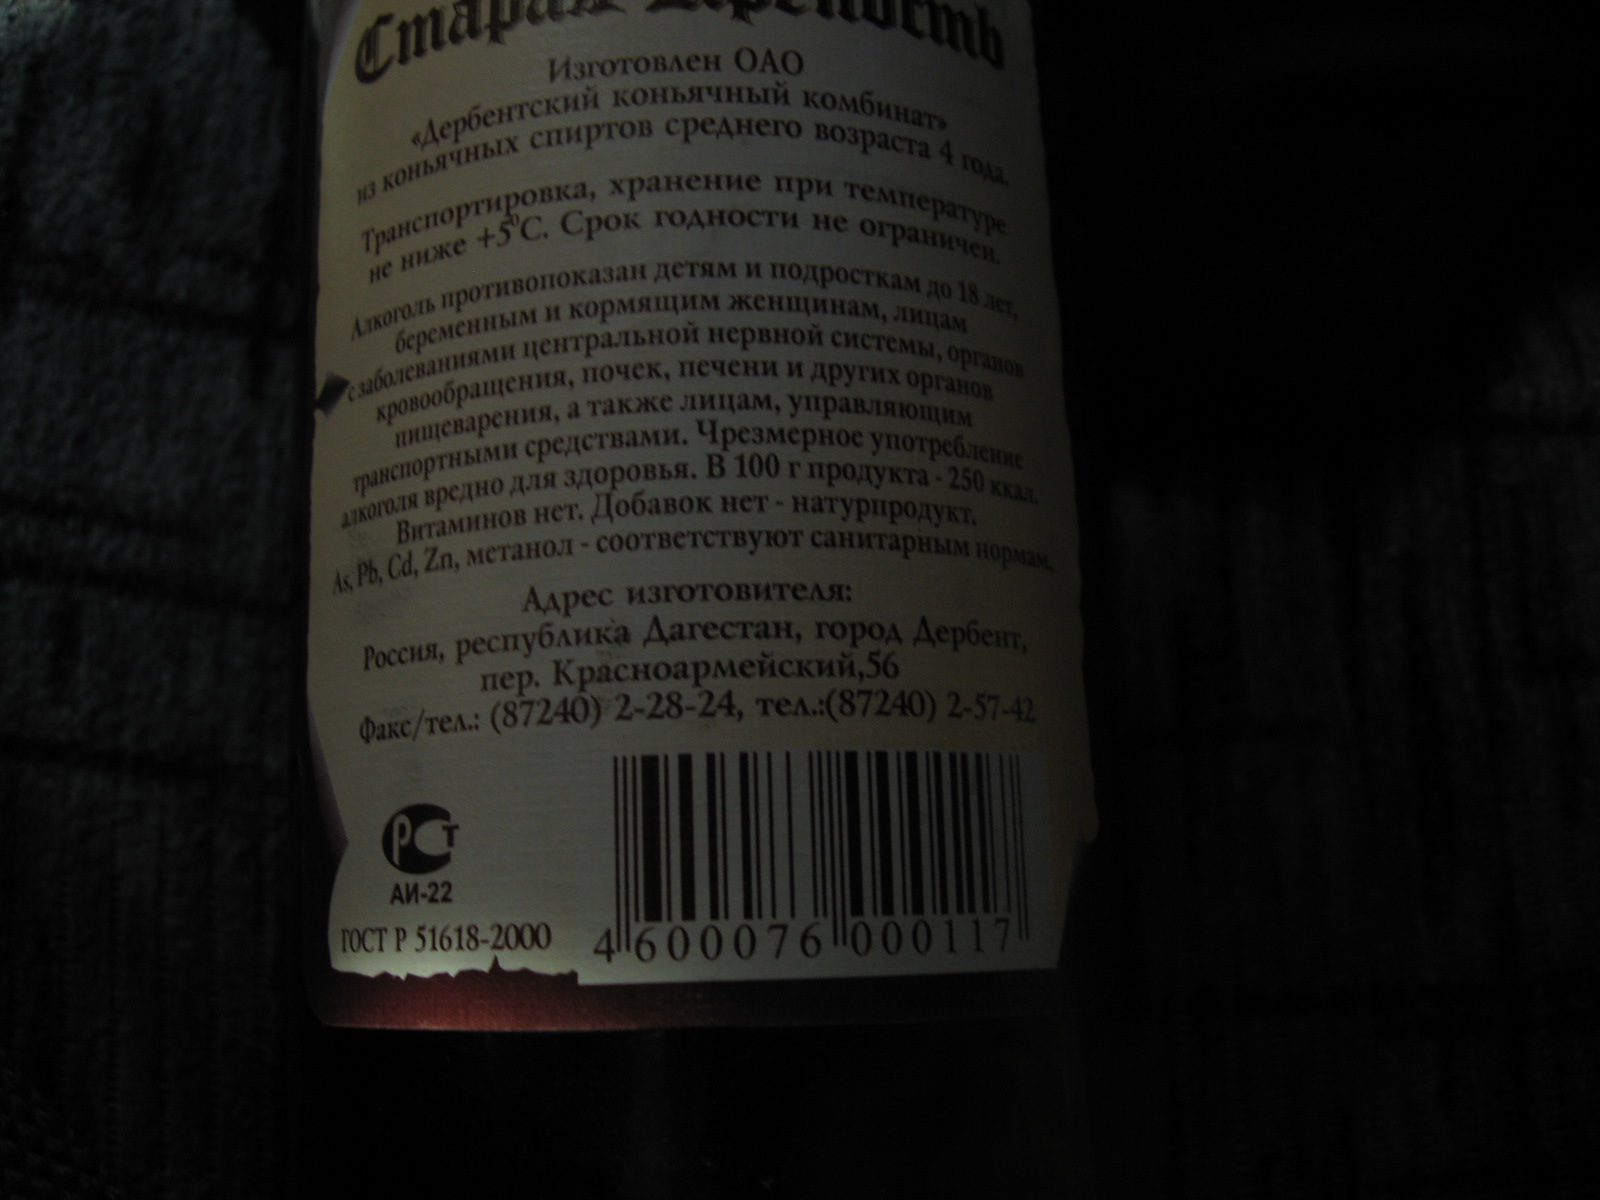 Старая Крепость
Изготовлен ОАО
«Дербентский коньячный комбинат»
из коньячных спиртов среднего возраста 4 года.
Транспортировка, хранение при температуре
не ниже +5°С. Срок годности не ограничен.
Алкоголь противопоказан детям и подросткам до 18 лет,
беременным и кормящим женщинам, лицам
с заболеваниями центральной нервной системы, органов
кровообращения, почек, печени и других органов
пищеварения, а также лицам, управляющим
транспортными средствами. Чрезмерное употребление
алкоголя вредно для здоровья. В 100 г продукта - 250 ккал.
Витаминов нет. Добавок нет - натурпродукт.
As, Pb, Cd, Zn, метанол - соответствуют санитарным нормам.
Адрес изготовителя:
Россия, республика Дагестан, город Дербент,
пер. Красноармейский,56
Факс/тел.: (87240) 2-28-24, тел.:(87240) 2-57-42
РСТ
АИ-22
ГОСТ Р 51618-2000
4 600076 000117